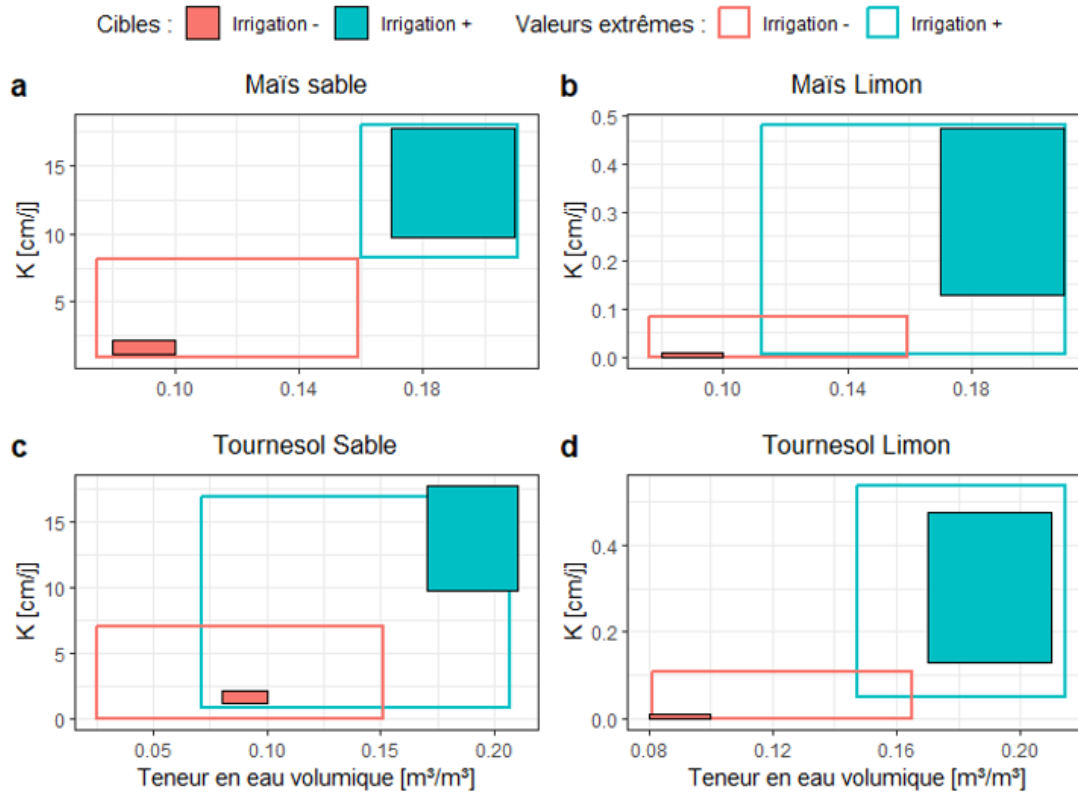 Cibles : Irrigation - Irrigation + Valeurs extrêmes : Irrigation - Irrigation +
a Maïs sable
K [cm/j]
15
10
5
0.10 0.14 0.18
b Maïs Limon
K [cm/j]
0.5
0.4
0.3
0.2
0.1
0.0
0.10 0.14 0.18
c Tournesol Sable
K [cm/j]
15
10
5
0
0.05 0.10 0.15 0.20
Teneur en eau volumique [m³/m³]
d Tournesol Limon
K [cm/j]
0.4
0.2
0.0
0.08 0.12 0.16 0.20
Teneur en eau volumique [m³/m³]